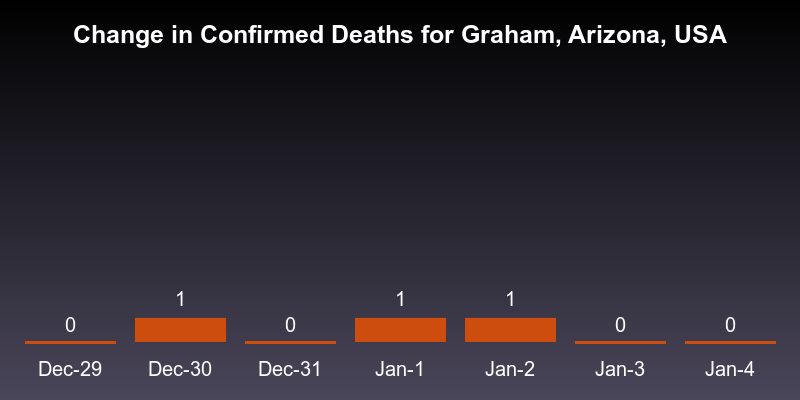 Change in Confirmed Deaths for Graham, Arizona, USA
0 1 0 1 1 0 0
Dec-29 Dec-30 Dec-31 Jan-1 Jan-2 Jan-3 Jan-4